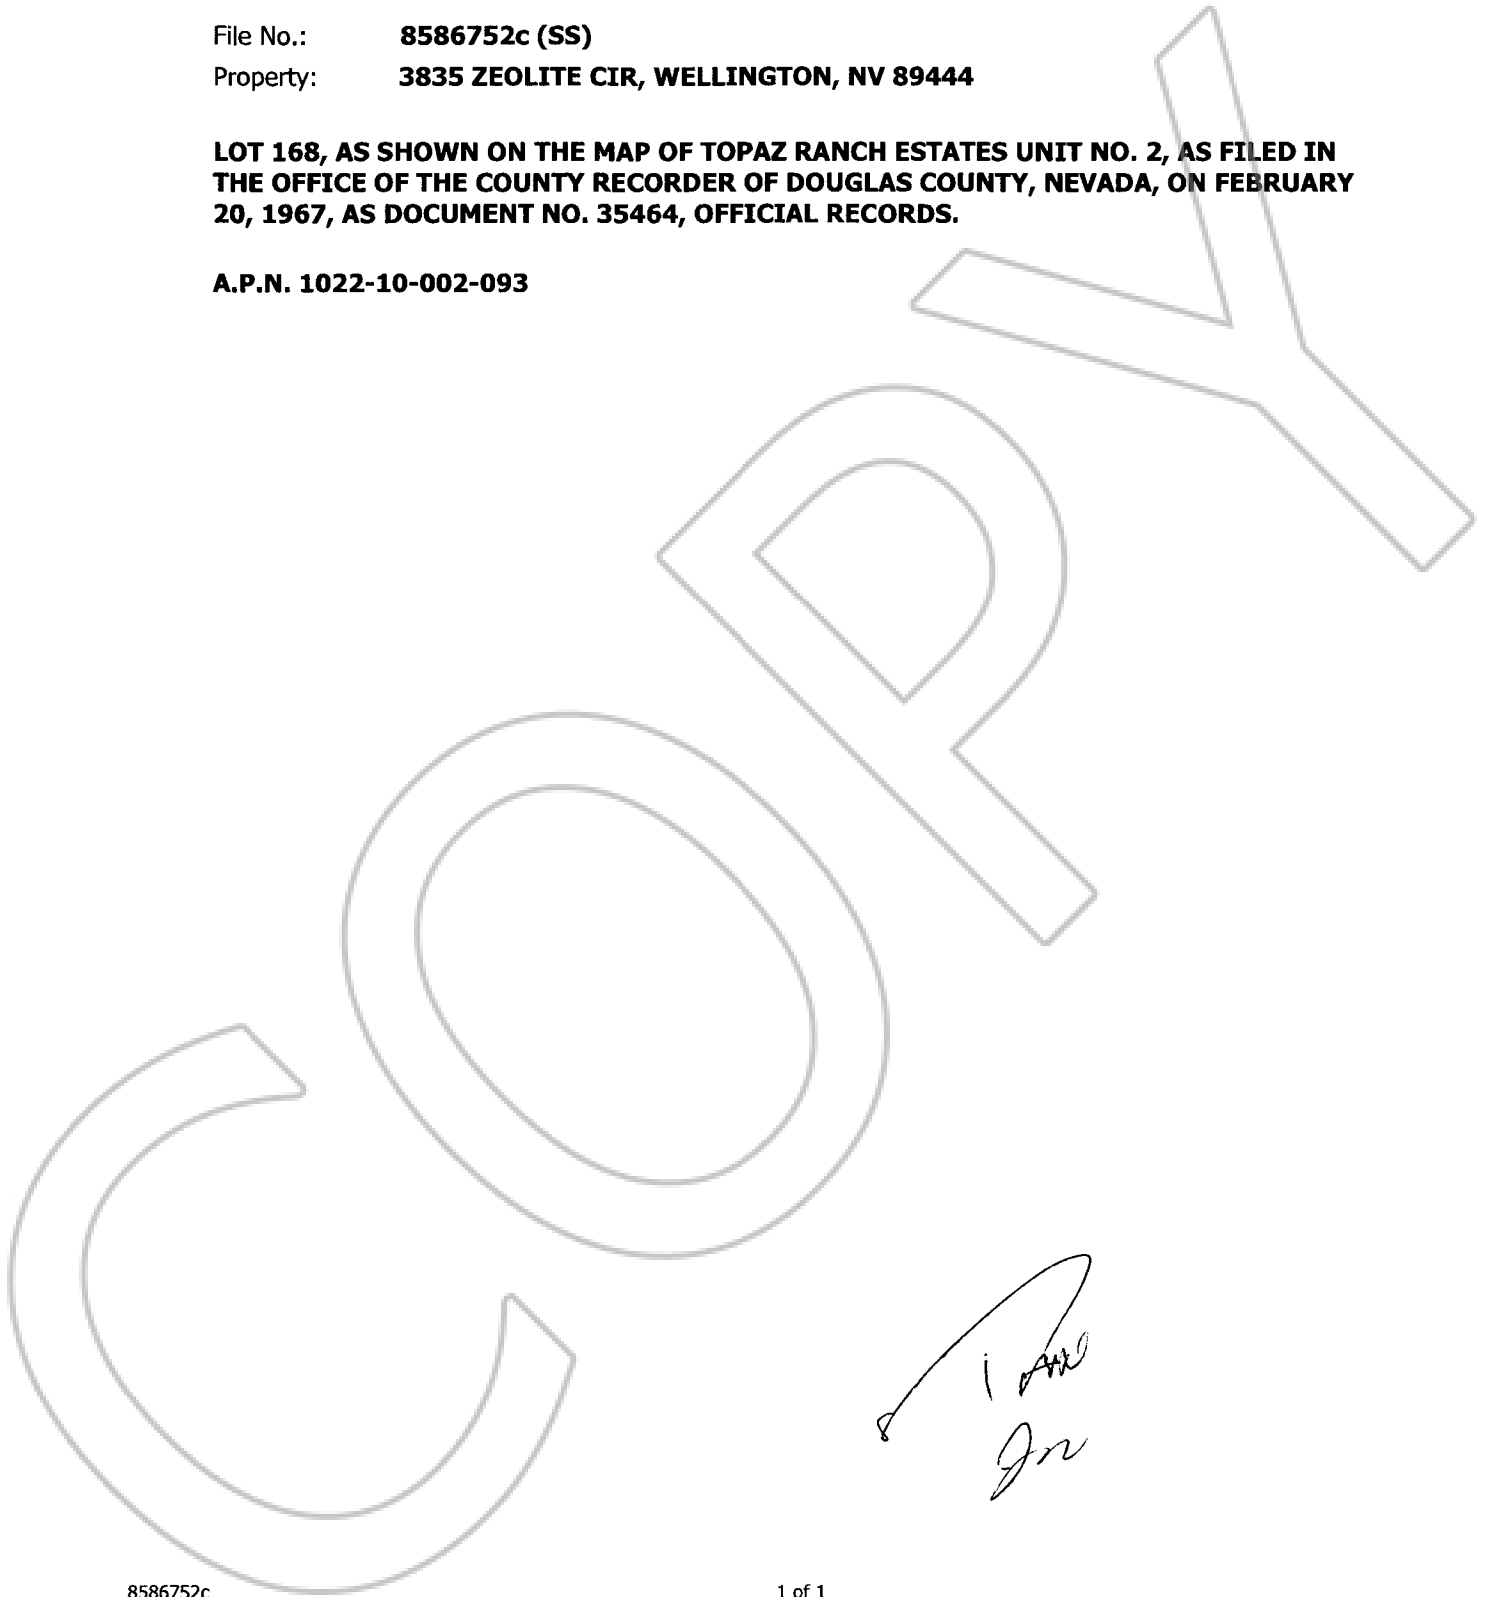 File No.: 8586752c (SS)
Property: 3835 ZEOLITE CIR, WELLINGTON, NV 89444
LOT 168, AS SHOWN ON THE MAP OF TOPAZ RANCH ESTATES UNIT NO. 2, AS FILED IN
THE OFFICE OF THE COUNTY RECORDER OF DOUGLAS COUNTY, NEVADA, ON FEBRUARY
20, 1967, AS DOCUMENT NO. 35464, OFFICIAL RECORDS.
A.P.N. 1022-10-002-093
COPY
8586752c 1 of 1